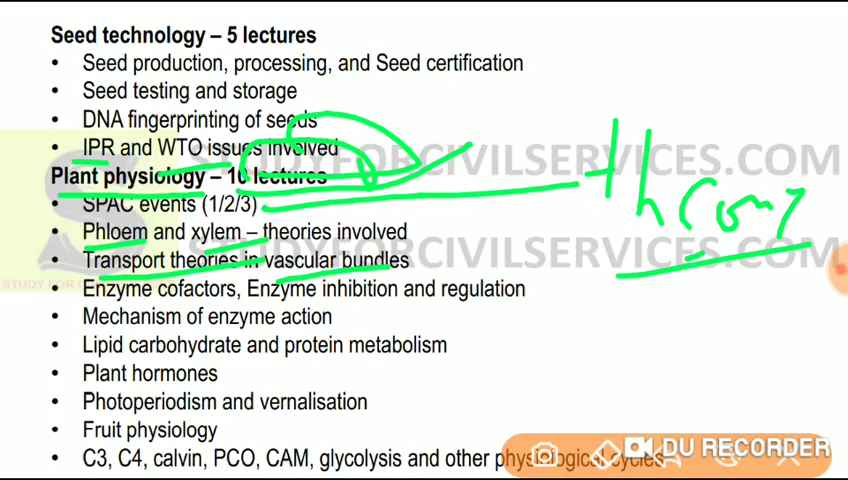 Seed technology – 5 lectures
• Seed production, processing, and Seed certification
• Seed testing and storage
• DNA fingerprinting of seeds
• IPR and WTO issues involved
STUDYFORCIVILSERVICES.COM
Plant physiology – 10 lectures
• SPAC events (1/2/3)
• Phloem and xylem – theories involved
STUDYFORCIVILSERVICES.COM
• Transport theories in vascular bundles
• Enzyme cofactors, Enzyme inhibition and regulation
• Mechanism of enzyme action
• Lipid carbohydrate and protein metabolism
• Plant hormones
• Photoperiodism and vernalisation
• Fruit physiology
• C3, C4, calvin, PCO, CAM, glycolysis and other physiological cycles
DU RECORDER